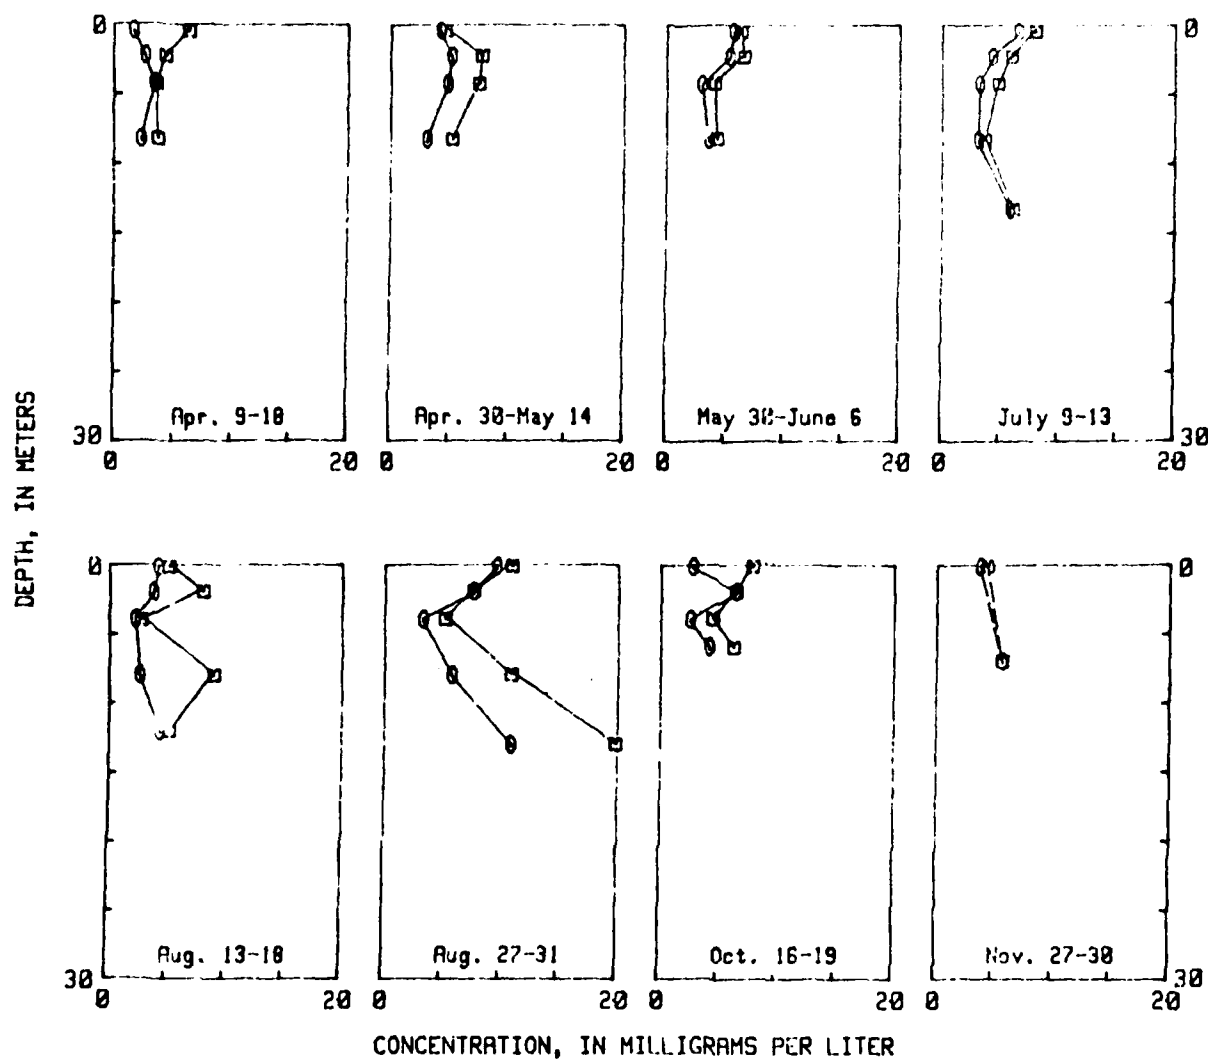 0 0
Apr. 9-10 Apr. 30-May 14 May 30-June 6 July 9-13
30 30
0 20 0 20 0 20 0 20
DEPTH, IN METERS
0 0
Aug. 13-18 Aug. 27-31 Oct. 16-19 Nov. 27-30
30 30
0 20 0 20 0 20 0 20
CONCENTRATION, IN MILLIGRAMS PER LITER